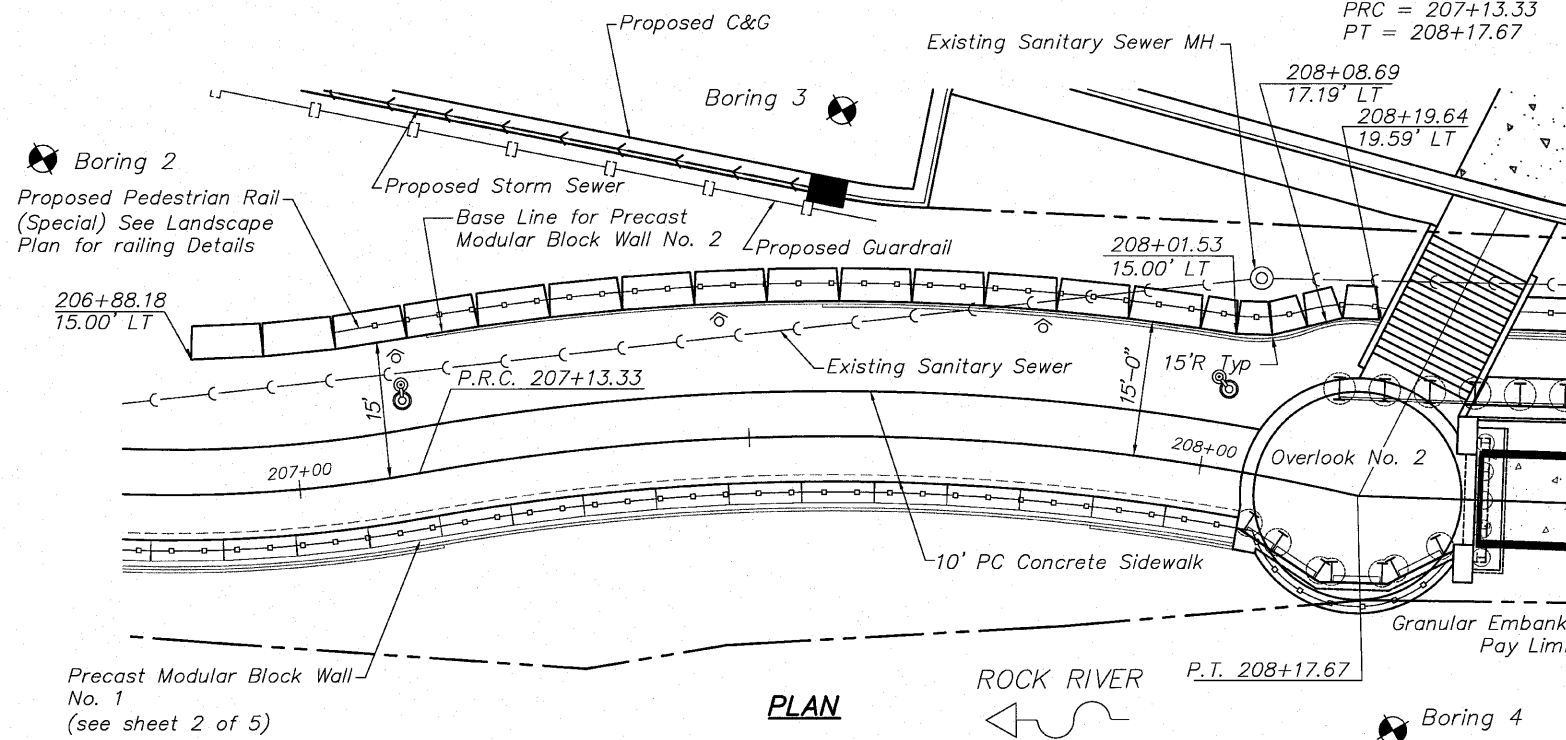 PRC = 207+13.33
PT = 208+17.67
Proposed C&G
Existing Sanitary Sewer MH
208+08.69
17.19' LT
Boring 3
208+19.64
19.59' LT
Boring 2
Proposed Storm Sewer
Proposed Pedestrian Rail
(Special) See Landscape
Plan for railing Details
Base Line for Precast
Modular Block Wall No. 2
Proposed Guardrail
208+01.53
15.00' LT
206+88.18
15.00' LT
Existing Sanitary Sewer
15'R Typ
P.R.C. 207+13.33
15'
15'-0"
207+00
208+00
Overlook No. 2
10' PC Concrete Sidewalk
Granular Embank
Pay Lim
Precast Modular Block Wall
No. 1
(see sheet 2 of 5)
PLAN
ROCK RIVER
P.T. 208+17.67
Boring 4